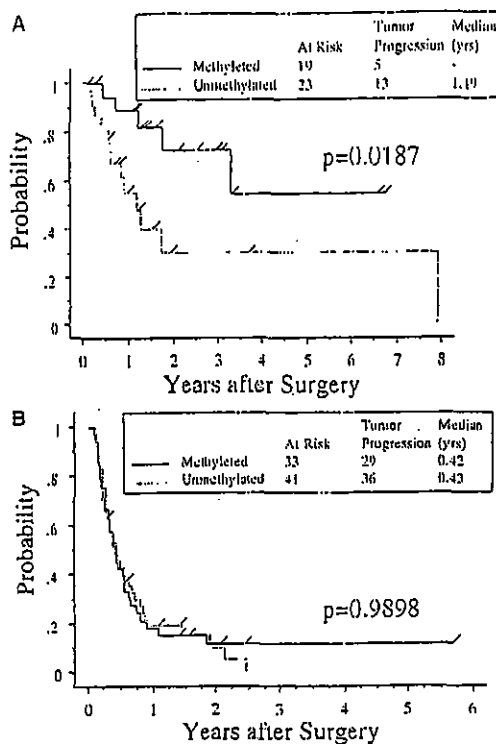 A
At Risk Tumor Progression Median (yrs)
Methyleted 19 5 -
Unmethylated 23 13 1.19
p=0.0187
Probability
1
.8
.6
.4
.2
0
0 1 2 3 4 5 6 7 8
Years after Surgery
B
At Risk Tumor Progression Median (yrs)
Methyleted 33 29 0.42
Unmethylated 41 36 0.43
p=0.9898
Probability
1
.8
.6
.4
.2
0
0 1 2 3 4 5 6
Years after Surgery